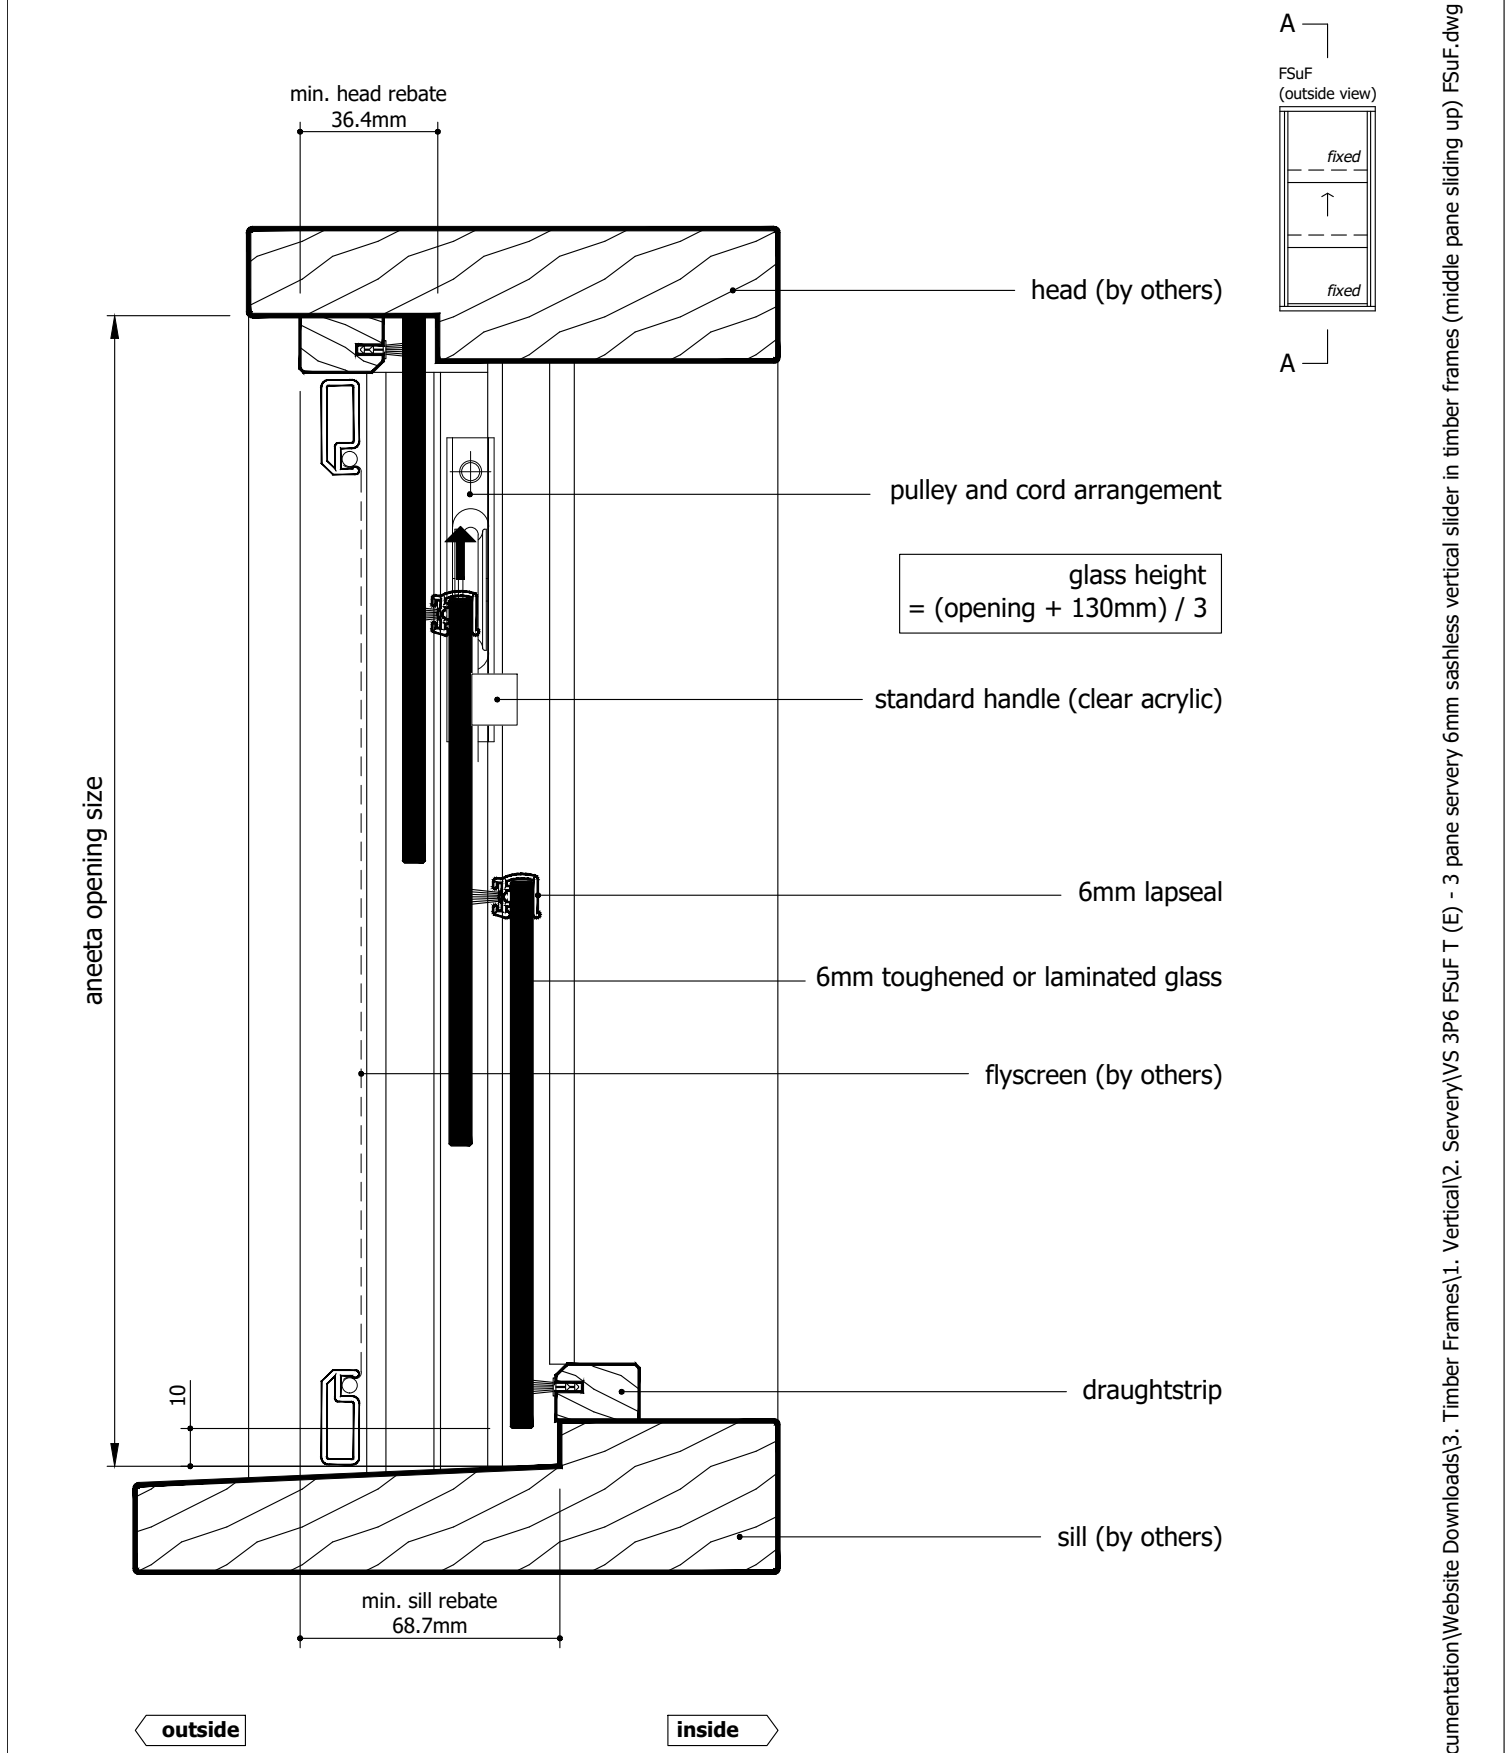 A
FSuF
(outside view)
fixed
fixed
A
min. head rebate
36.4mm
head (by others)
pulley and cord arrangement
glass height
= (opening + 130mm) / 3
standard handle (clear acrylic)
aneeta opening size
6mm lapseal
6mm toughened or laminated glass
flyscreen (by others)
10
draughtstrip
sill (by others)
min. sill rebate
68.7mm
outside
inside
cumentation\Website Downloads\3. Timber Frames\1. Vertical\2. Servery\VS 3P6 FSuF T (E) - 3 pane servery 6mm sashless vertical slider in timber frames (middle pane sliding up) FSuF.dwg